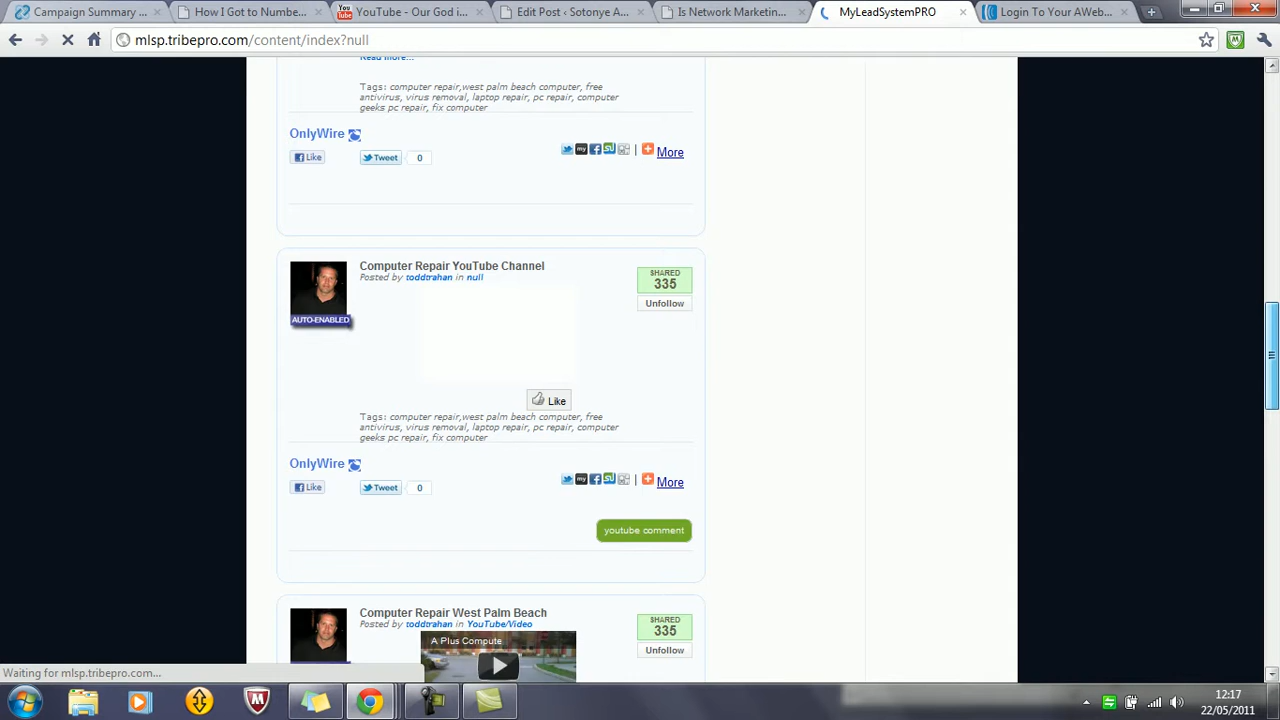 Campaign Summary ...
How I Got to Numbe...
YouTube - Our God i...
Edit Post ‹ Sotonye A...
Is Network Marketin...
MyLeadSystemPRO
Login To Your AWeb...
mlsp.tribepro.com/content/index?null
Read more...
Tags: computer repair,west palm beach computer, free
antivirus, virus removal, laptop repair, pc repair, computer
geeks pc repair, fix computer
OnlyWire
Like
Tweet
0
More
Computer Repair YouTube Channel
Posted by toddtrahan in null
AUTO-ENABLED
SHARED
335
Unfollow
Like
Tags: computer repair,west palm beach computer, free
antivirus, virus removal, laptop repair, pc repair, computer
geeks pc repair, fix computer
OnlyWire
Like
Tweet
0
More
youtube comment
Computer Repair West Palm Beach
Posted by toddtrahan in YouTube/Video
SHARED
335
Unfollow
A Plus Compute
Waiting for mlsp.tribepro.com...
12:17
22/05/2011